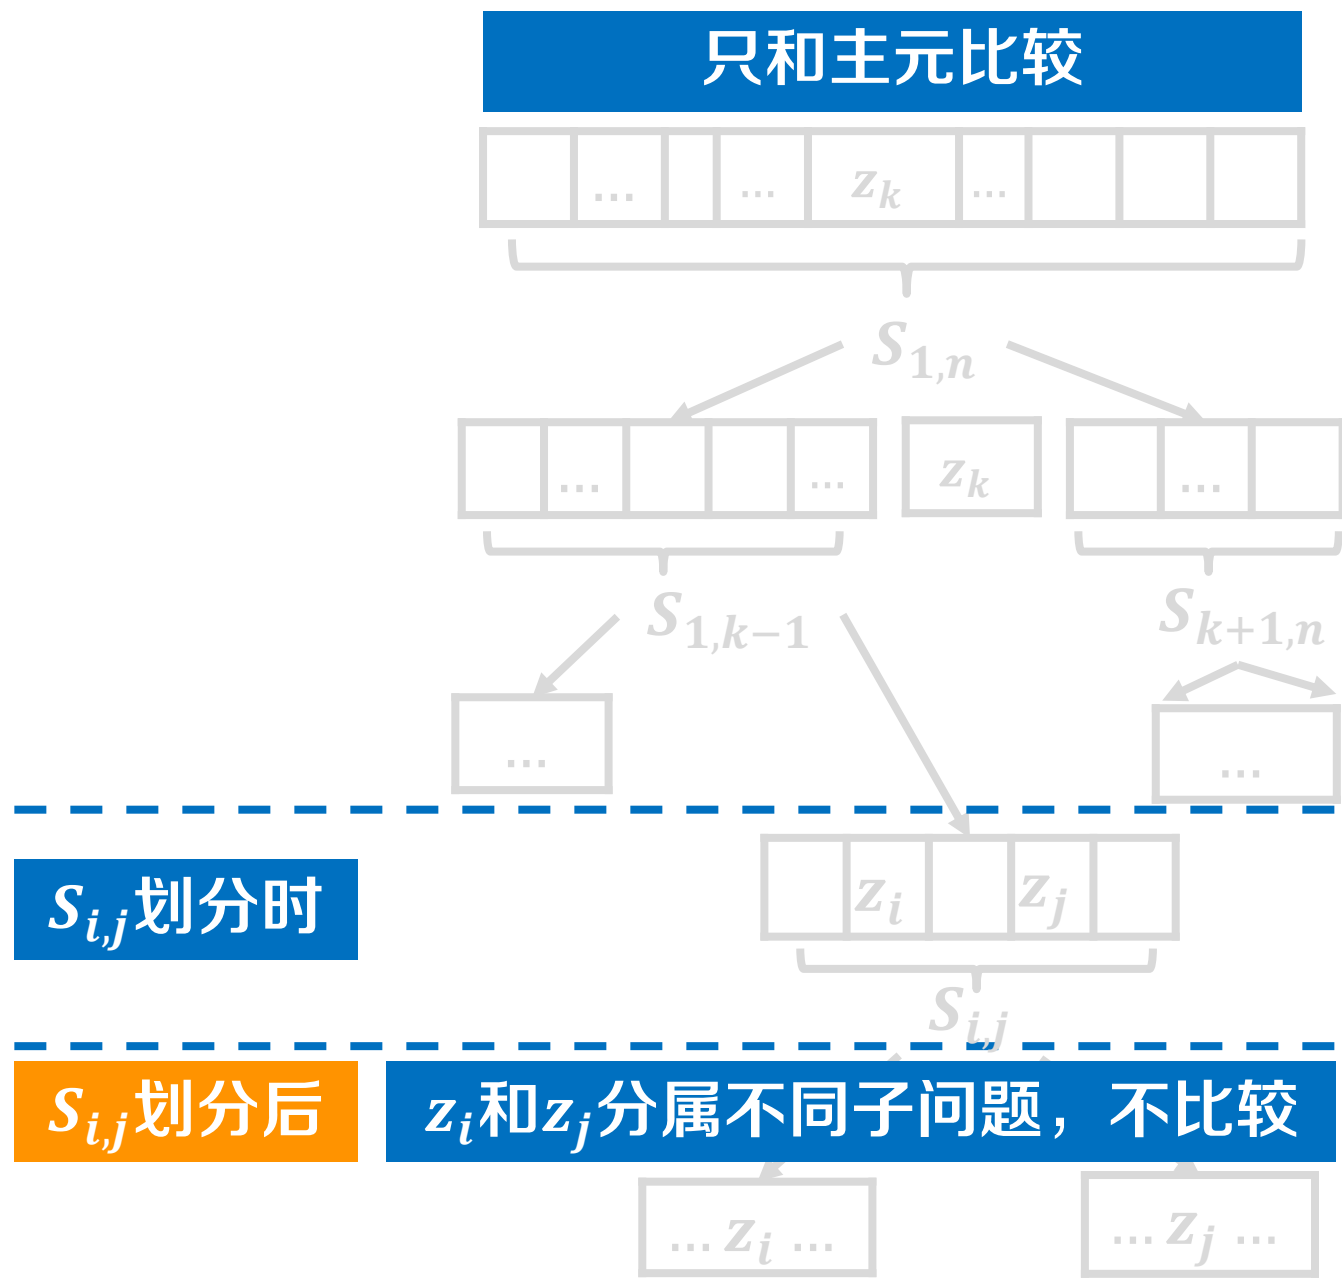 只和主元比较
... ... z_k ...
S_{1,n}
... ... z_k ...
S_{1,k-1} S_{k+1,n}
... ...
S_{i,j}划分时 z_i z_j
S_{i,j}
S_{i,j}划分后 z_i和z_j分属不同子问题，不比较
... z_i ... ... z_j ...